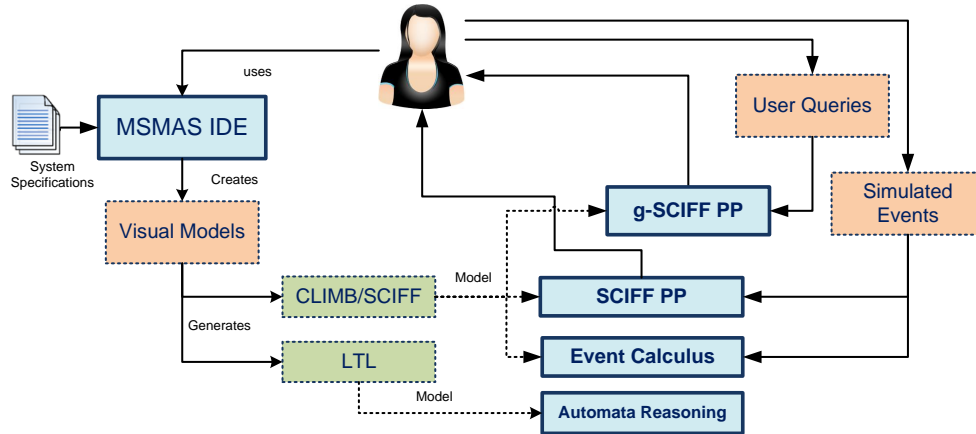 uses
MSMAS IDE
User Queries
System
Specifications
Creates
Simulated
Events
g-SCIFF PP
Visual Models
Model
CLIMB/SCIFF
SCIFF PP
Generates
LTL
Event Calculus
Model
Automata Reasoning